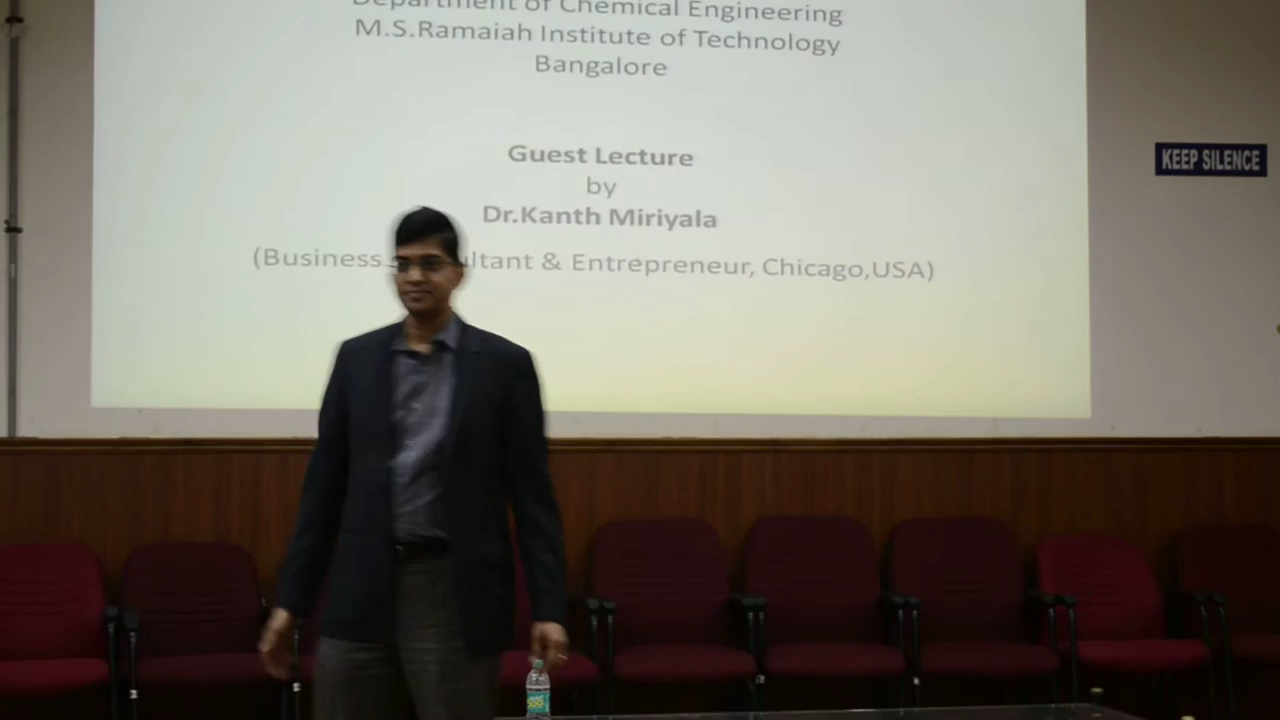 Department of Chemical Engineering
M.S.Ramaiah Institute of Technology
Bangalore
Guest Lecture
by
Dr.Kanth Miriyala
(Business ultant & Entrepreneur, Chicago,USA)
KEEP SILENCE